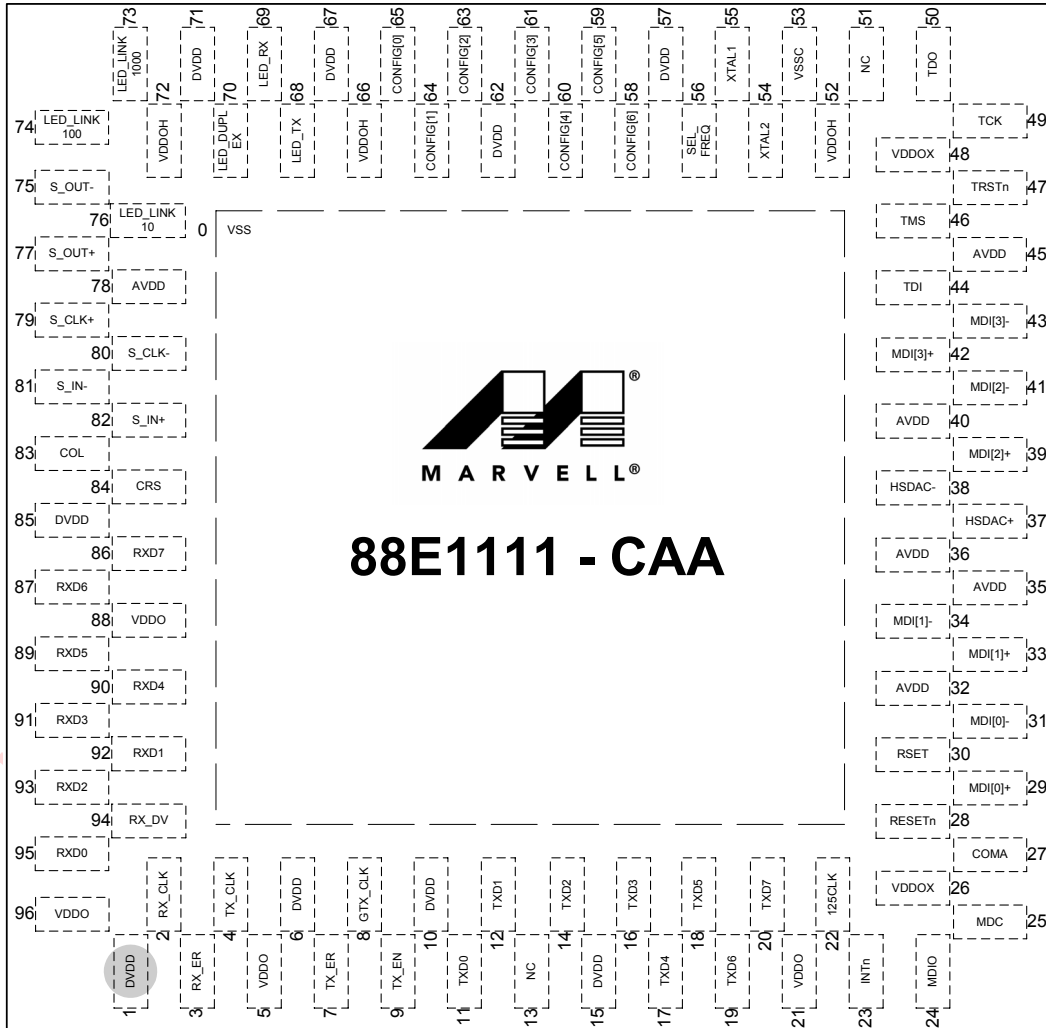 73 71 69 67 65 63 61 59 57 55 53 51 50
LED_LINK
1000
DVDD
LED_RX
DVDD
CONFIG[0]
CONFIG[2]
CONFIG[3]
CONFIG[5]
DVDD
XTAL1
VSSC
NC
TDO
72 70 68 66 64 62 60 58 56 54 52
VDDOH
LED_DUPL
EX
LED_TX
VDDOH
CONFIG[1]
DVDD
CONFIG[4]
CONFIG[6]
SEL_
FREQ
XTAL2
VDDOH
74 LED_LINK
100
75 S_OUT-
76 LED_LINK
10
77 S_OUT+
78 AVDD
79 S_CLK+
80 S_CLK-
81 S_IN-
82 S_IN+
83 COL
84 CRS
85 DVDD
86 RXD7
87 RXD6
88 VDDO
89 RXD5
90 RXD4
91 RXD3
92 RXD1
93 RXD2
94 RX_DV
95 RXD0
96 VDDO
0 VSS
MARVELL®
®
88E1111 - CAA
TCK 49
VDDOX 48
TRSTn 47
TMS 46
AVDD 45
TDI 44
MDI[3]- 43
MDI[3]+ 42
MDI[2]- 41
AVDD 40
MDI[2]+ 39
HSDAC- 38
HSDAC+ 37
AVDD 36
AVDD 35
MDI[1]- 34
MDI[1]+ 33
AVDD 32
MDI[0]- 31
RSET 30
MDI[0]+ 29
RESETn 28
COMA 27
VDDOX 26
MDC 25
RX_CLK
TX_CLK
DVDD
GTX_CLK
DVDD
TXD1
TXD2
TXD3
TXD5
TXD7
125CLK
2 4 6 8 10 12 14 16 18 20 22
DVDD
RX_ER
VDDO
TX_ER
TX_EN
TXD0
NC
DVDD
TXD4
TXD6
VDDO
INTn
MDIO
1 3 5 7 9 11 13 15 17 19 21 23 24